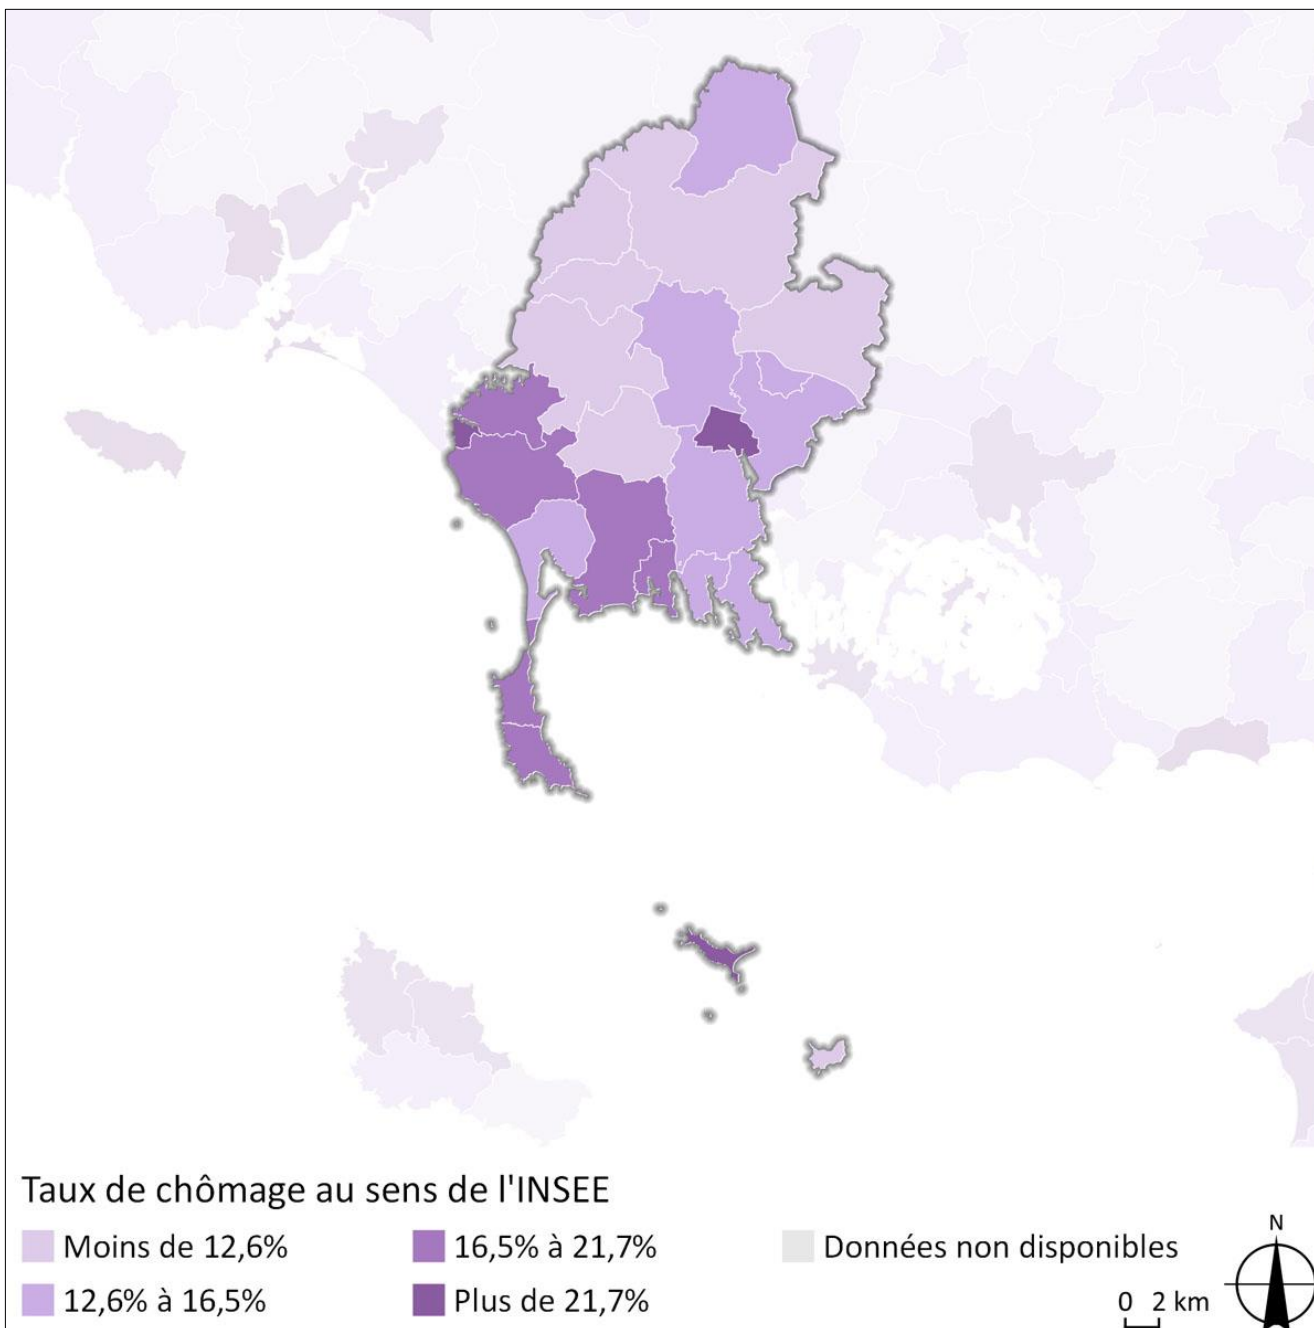 Taux de chômage au sens de l'INSEE
Moins de 12,6%
16,5% à 21,7%
Données non disponibles
12,6% à 16,5%
Plus de 21,7%
N
0 2 km